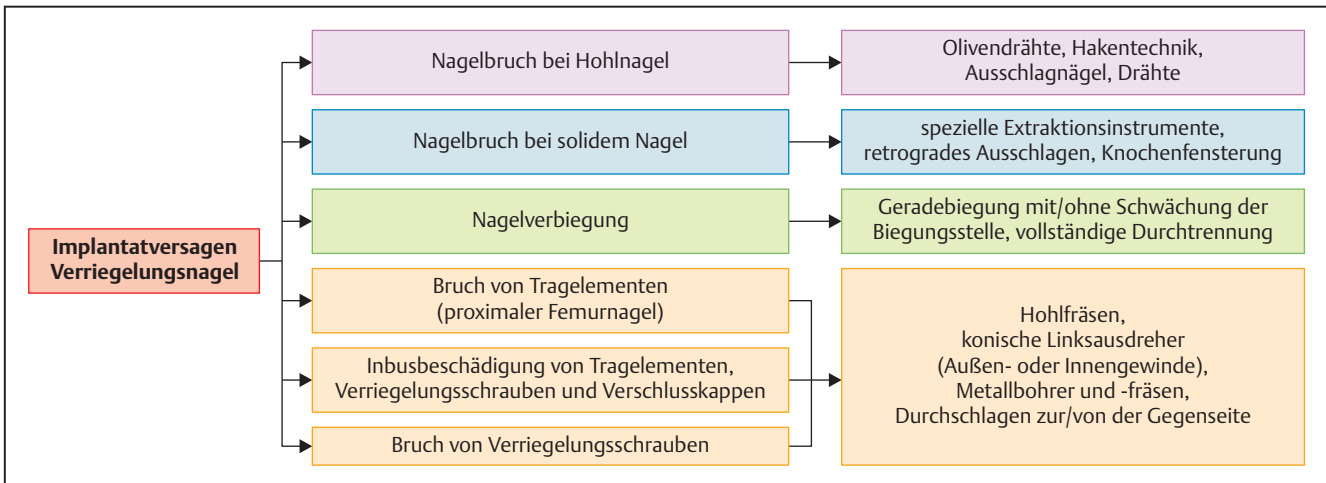 Implantatversagen
Verriegelungsnagel
Nagelbruch bei Hohlnagel
Olivendrähte, Hakentechnik,
Ausschlagnägel, Drähte
Nagelbruch bei solidem Nagel
spezielle Extraktionsinstrumente,
retrogrades Ausschlagen, Knochenfensterung
Nagelverbiegung
Geradebiegung mit/ohne Schwächung der
Biegungsstelle, vollständige Durchtrennung
Bruch von Tragelementen
(proximaler Femurnagel)
Inbusbeschädigung von Tragelementen,
Verriegelungsschrauben und Verschlusskappen
Bruch von Verriegelungsschrauben
Hohlfräsen,
konische Linksausdreher
(Außen- oder Innengewinde),
Metallbohrer und -fräsen,
Durchschlagen zur/von der Gegenseite